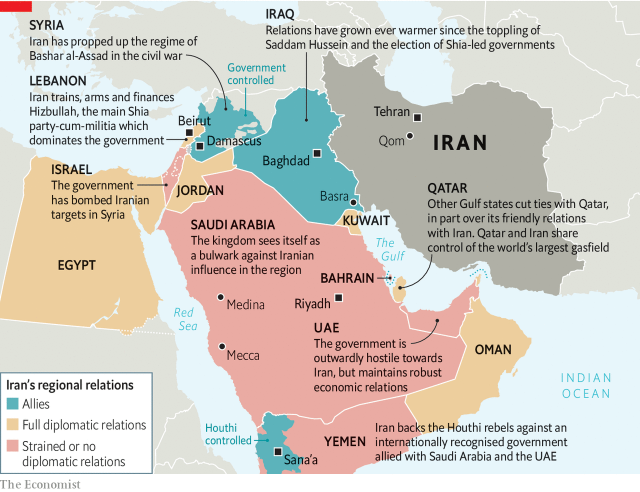 SYRIA
Iran has propped up the regime of
Bashar al-Assad in the civil war
IRAQ
Relations have grown ever warmer since the toppling of
Saddam Hussein and the election of Shia-led governments
Government
controlled
LEBANON
Iran trains, arms and finances
Hizbullah, the main Shia
party-cum-militia which
dominates the government
Beirut
Damascus
Tehran
Qom
IRAN
Baghdad
ISRAEL
The government
has bombed Iranian
targets in Syria
JORDAN
Basra
KUWAIT
QATAR
Other Gulf states cut ties with Qatar,
in part over its friendly relations
with Iran. Qatar and Iran share
control of the world's largest gasfield
SAUDI ARABIA
The kingdom sees itself as
a bulwark against Iranian
influence in the region
The
Gulf
EGYPT
BAHRAIN
Medina
Riyadh
Red
Sea
UAE
The government is
outwardly hostile towards
Iran, but maintains robust
economic relations
Mecca
OMAN
INDIAN
OCEAN
Iran's regional relations
Allies
Full diplomatic relations
Strained or no
diplomatic relations
Houthi
controlled
YEMEN
Iran backs the Houthi rebels against an
internationally recognised government
allied with Saudi Arabia and the UAE
Sana'a
The Economist